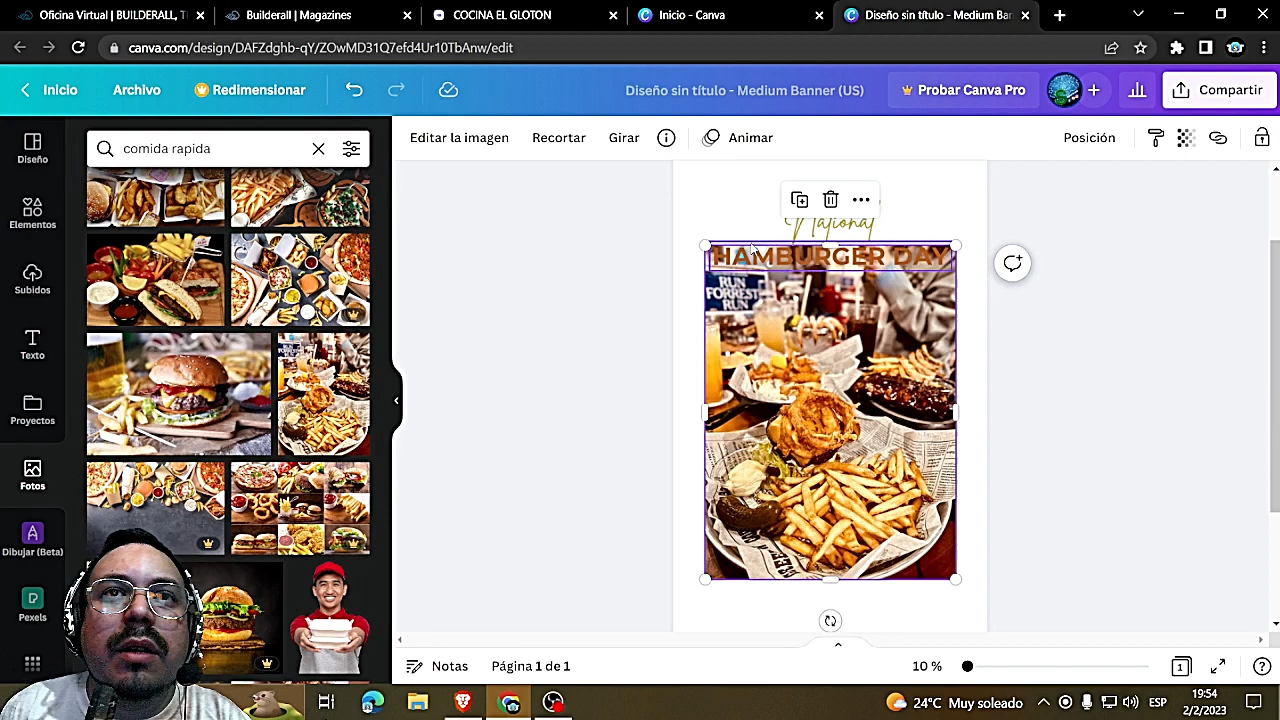 Oficina Virtual | BUILDERALL, T
Builderall | Magazines
COCINA EL GLOTON
Inicio - Canva
Diseño sin título - Medium Ban
canva.com/design/DAFZdghb-qY/ZOwMD31Q7efd4Ur10TbAnw/edit
Inicio
Archivo
Redimensionar
Diseño sin título - Medium Banner (US)
Probar Canva Pro
Compartir
Diseño
Elementos
Subidos
Texto
Proyectos
Fotos
Dibujar (Beta)
Pexels
comida rapida
Editar la imagen
Recortar
Girar
Animar
Posición
National
HAMBURGER DAY
RUN
FORREST
RUN
Notas
Página 1 de 1
10 %
1
24°C Muy soleado
ESP
19:54
2/2/2023